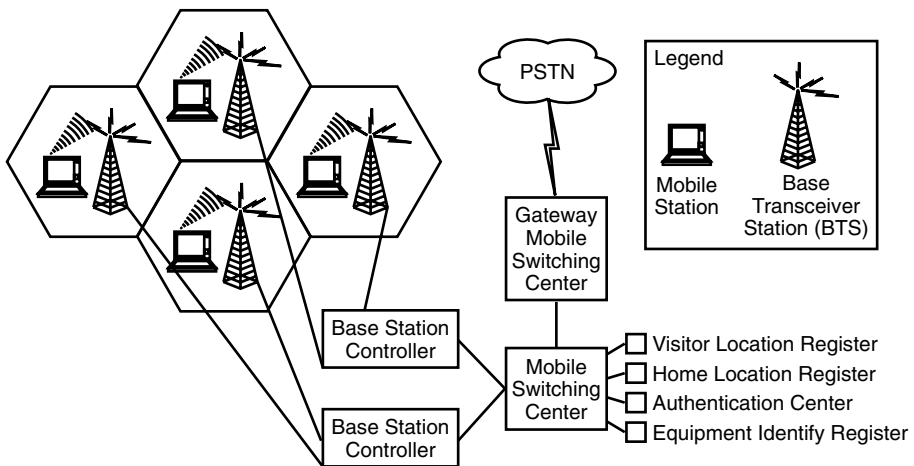 PSTN
Legend
Mobile
Station
Base
Transceiver
Station (BTS)
Gateway
Mobile
Switching
Center
Base Station
Controller
Mobile
Switching
Center
Base Station
Controller
Visitor Location Register
Home Location Register
Authentication Center
Equipment Identify Register